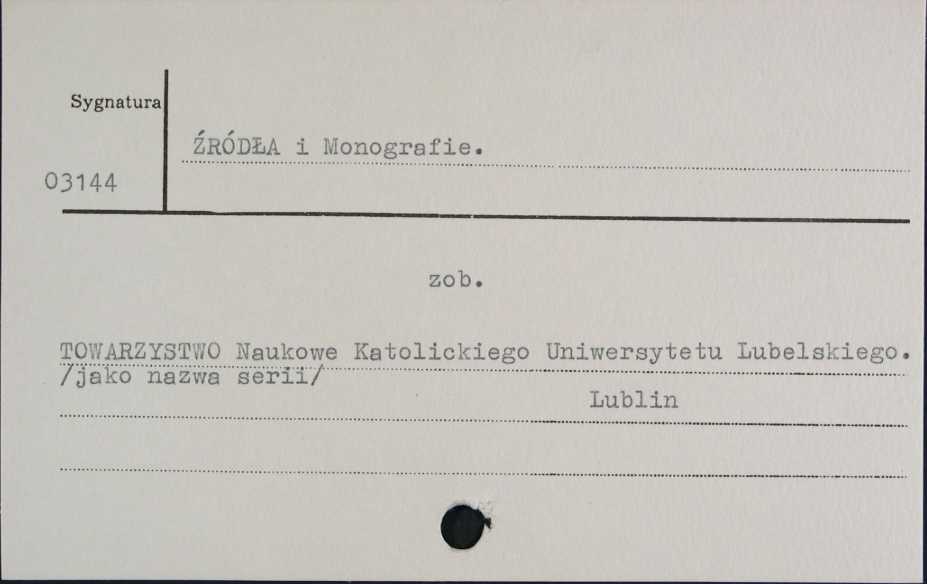 Sygnatura
ŹRÓDŁA i Monografie.
03144
zob.
TOWARZYSTWO Naukowe Katolickiego Uniwersytetu Lubelskiego.
/jako nazwa serii/
Lublin